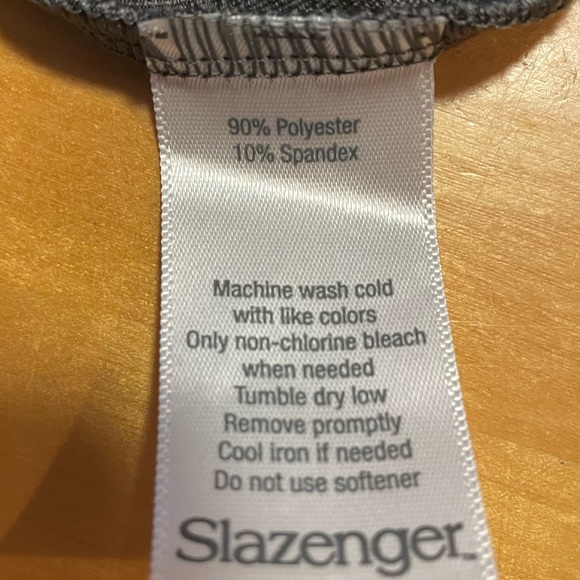 90% Polyester
10% Spandex
Machine wash cold
with like colors
Only non-chlorine bleach
when needed
Tumble dry low
Remove promptly
Cool iron if needed
Do not use softener
Slazenger